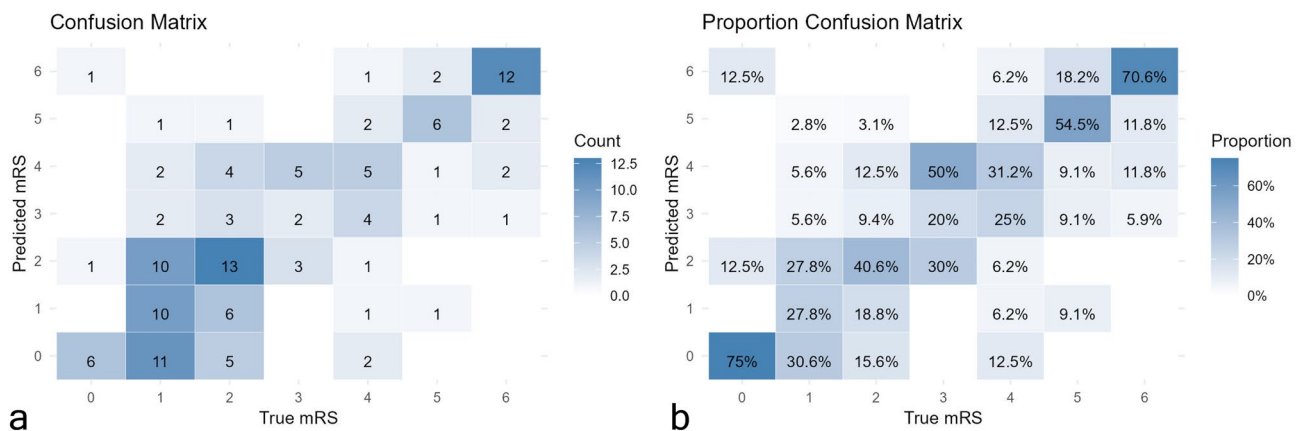 Confusion Matrix
6 1 1 2 12
5 1 1 2 6 2
4 2 4 5 5 1 2
3 2 3 2 4 1 1
2 1 10 13 3 1
1 10 6 1 1
0 6 11 5 2
0 1 2 3 4 5 6
True mRS
Predicted mRS
Count
12.5
10.0
7.5
5.0
2.5
0.0
a
Proportion Confusion Matrix
6 12.5% 6.2% 18.2% 70.6%
5 2.8% 3.1% 12.5% 54.5% 11.8%
4 5.6% 12.5% 50% 31.2% 9.1% 11.8%
3 5.6% 9.4% 20% 25% 9.1% 5.9%
2 12.5% 27.8% 40.6% 30% 6.2%
1 27.8% 18.8% 6.2% 9.1%
0 75% 30.6% 15.6% 12.5%
0 1 2 3 4 5 6
True mRS
Predicted mRS
Proportion
60%
40%
20%
0%
b